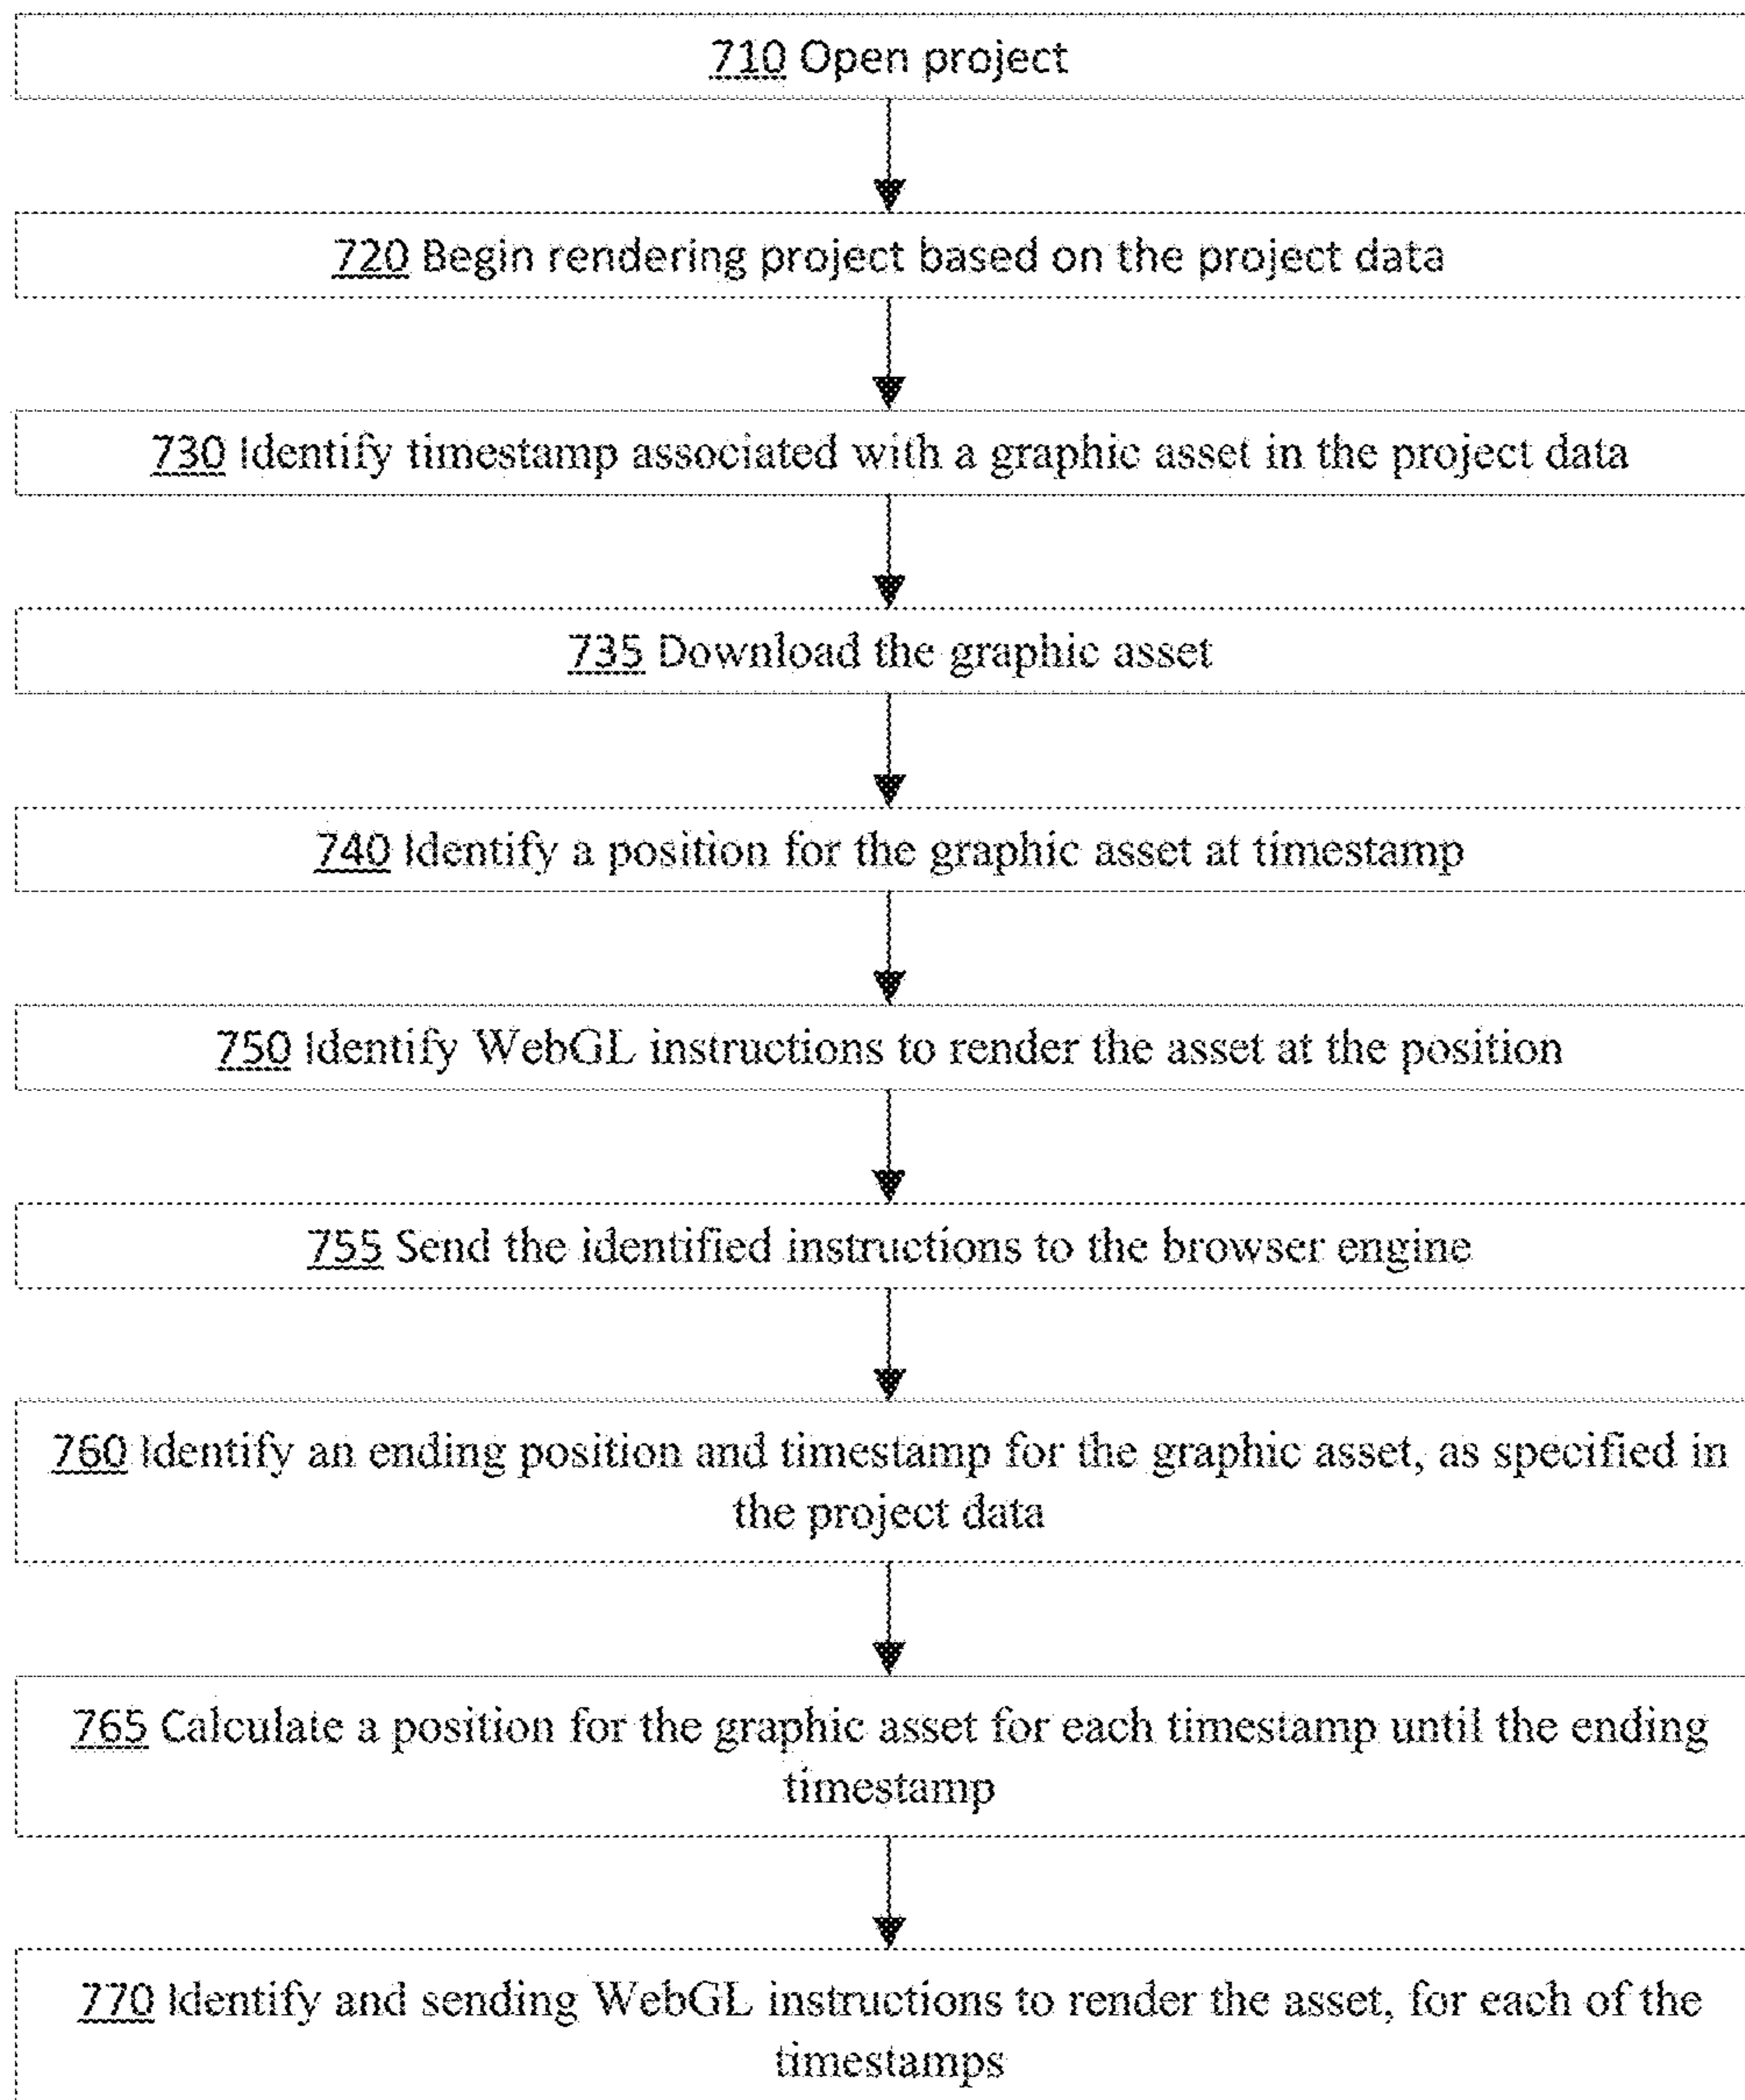 710 Open project
720 Begin rendering project based on the project data
730 Identify timestamp associated with a graphic asset in the project data
735 Download the graphic asset
740 Identify a position for the graphic asset at timestamp
750 Identify WebGL instructions to render the asset at the position
755 Send the identified instructions to the browser engine
760 Identify an ending position and timestamp for the graphic asset, as specified in
the project data
765 Calculate a position for the graphic asset for each timestamp until the ending
timestamp
770 Identify and sending WebGL instructions to render the asset, for each of the
timestamps